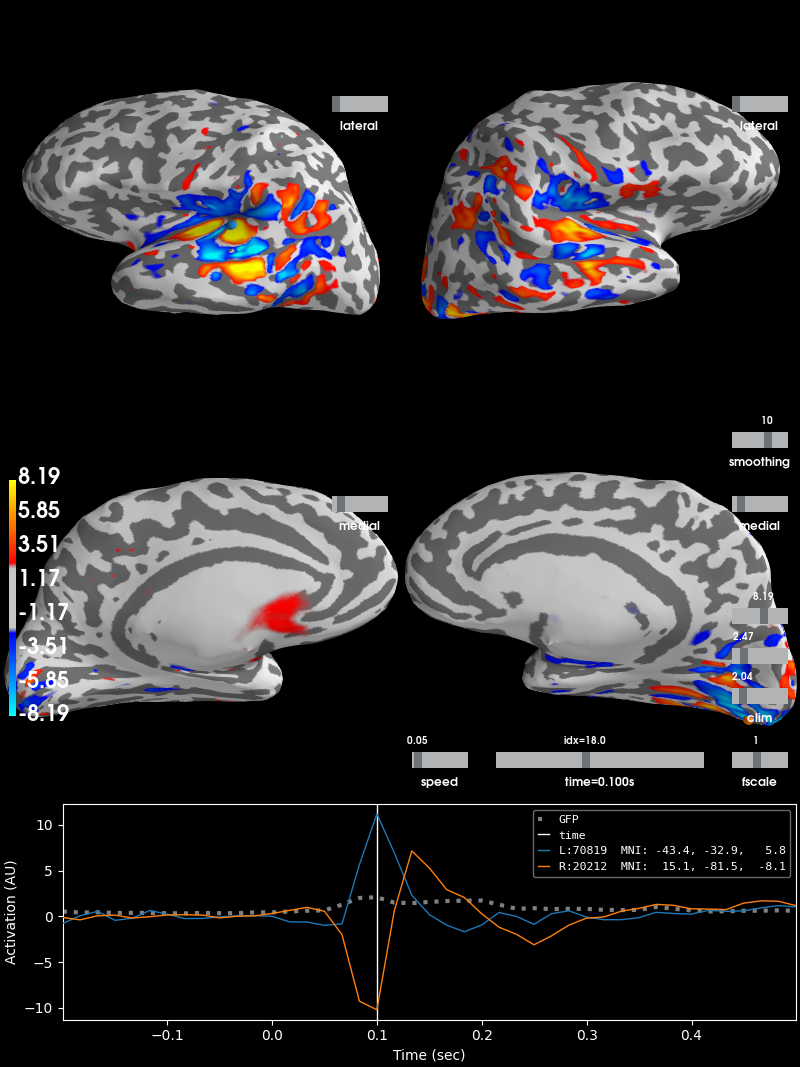 lateral
lateral
10
smoothing
8.19
5.85
3.51
1.17
-1.17
-3.51
-5.85
-8.19
medial
medial
8.19
2.47
2.04
clim
0.05
speed
idx=18.0
time=0.100s
1
fscale
10
5
0
−5
−10
Activation (AU)
GFP
time
L:70819 MNI: -43.4, -32.9, 5.8
R:20212 MNI: 15.1, -81.5, -8.1
−0.1
0.0
0.1
0.2
0.3
0.4
Time (sec)